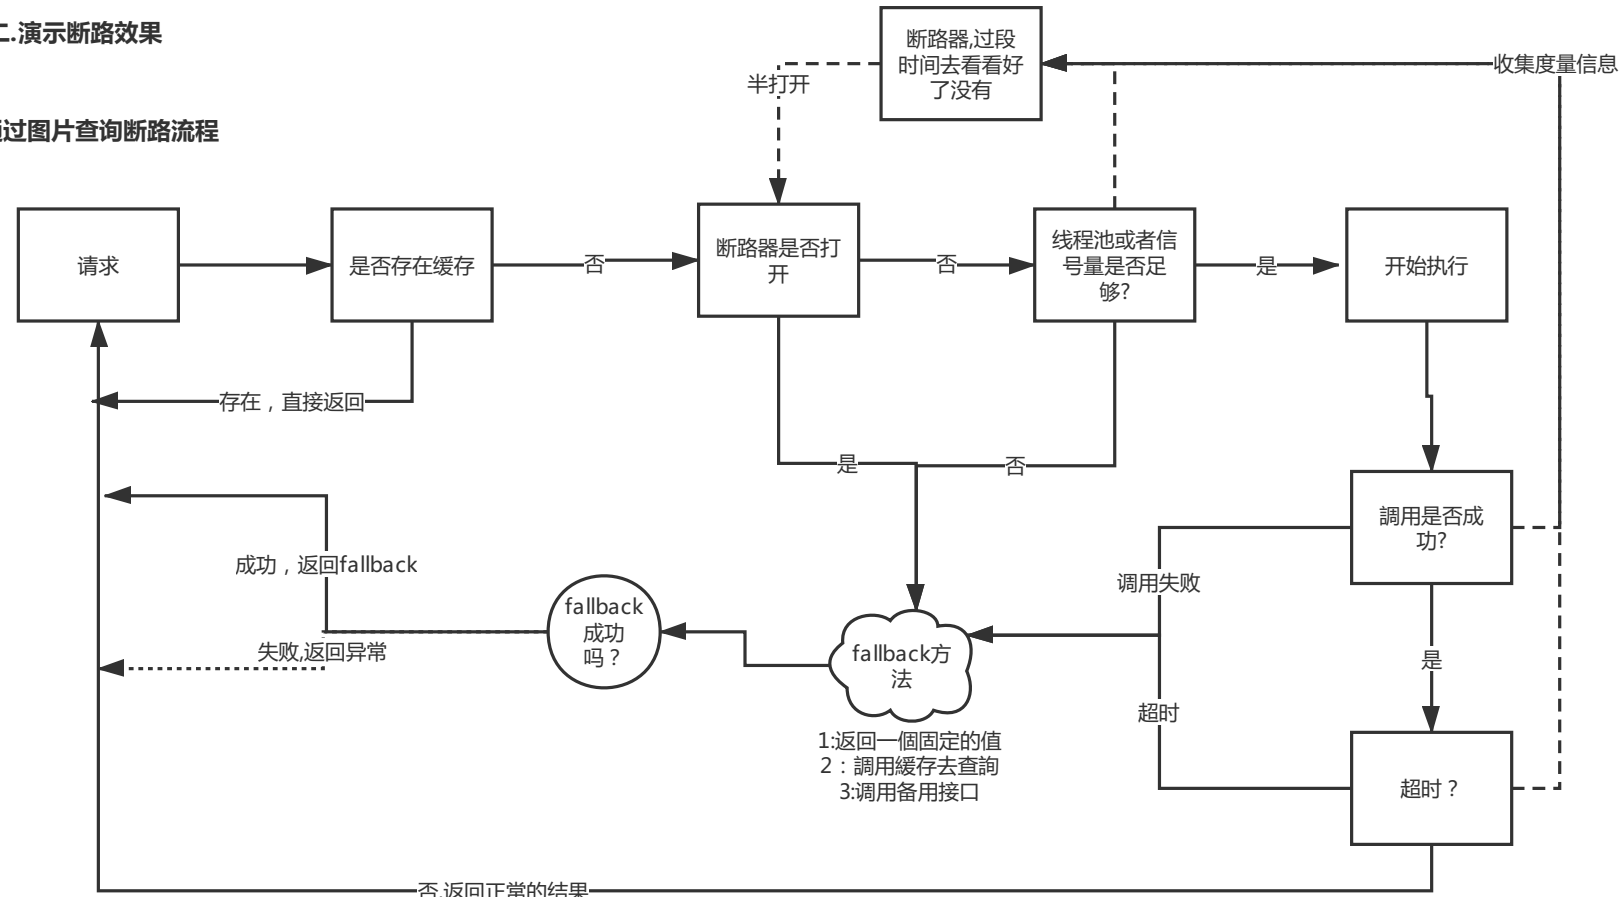 二.演示断路效果
通过图片查询断路流程
断路器,过段
时间去看看好
了没有
收集度量信息
半打开
请求
是否存在缓存
否
断路器是否打
开
否
线程池或者信
号量是否足
够?
是
开始执行
存在，直接返回
是
否
調用是否成
功?
成功，返回fallback
调用失败
fallback
成功
吗？
失败,返回异常
fallback方
法
是
超时
1:返回一個固定的值
2：調用緩存去查詢
3:调用备用接口
超时？
否,返回正常的结果